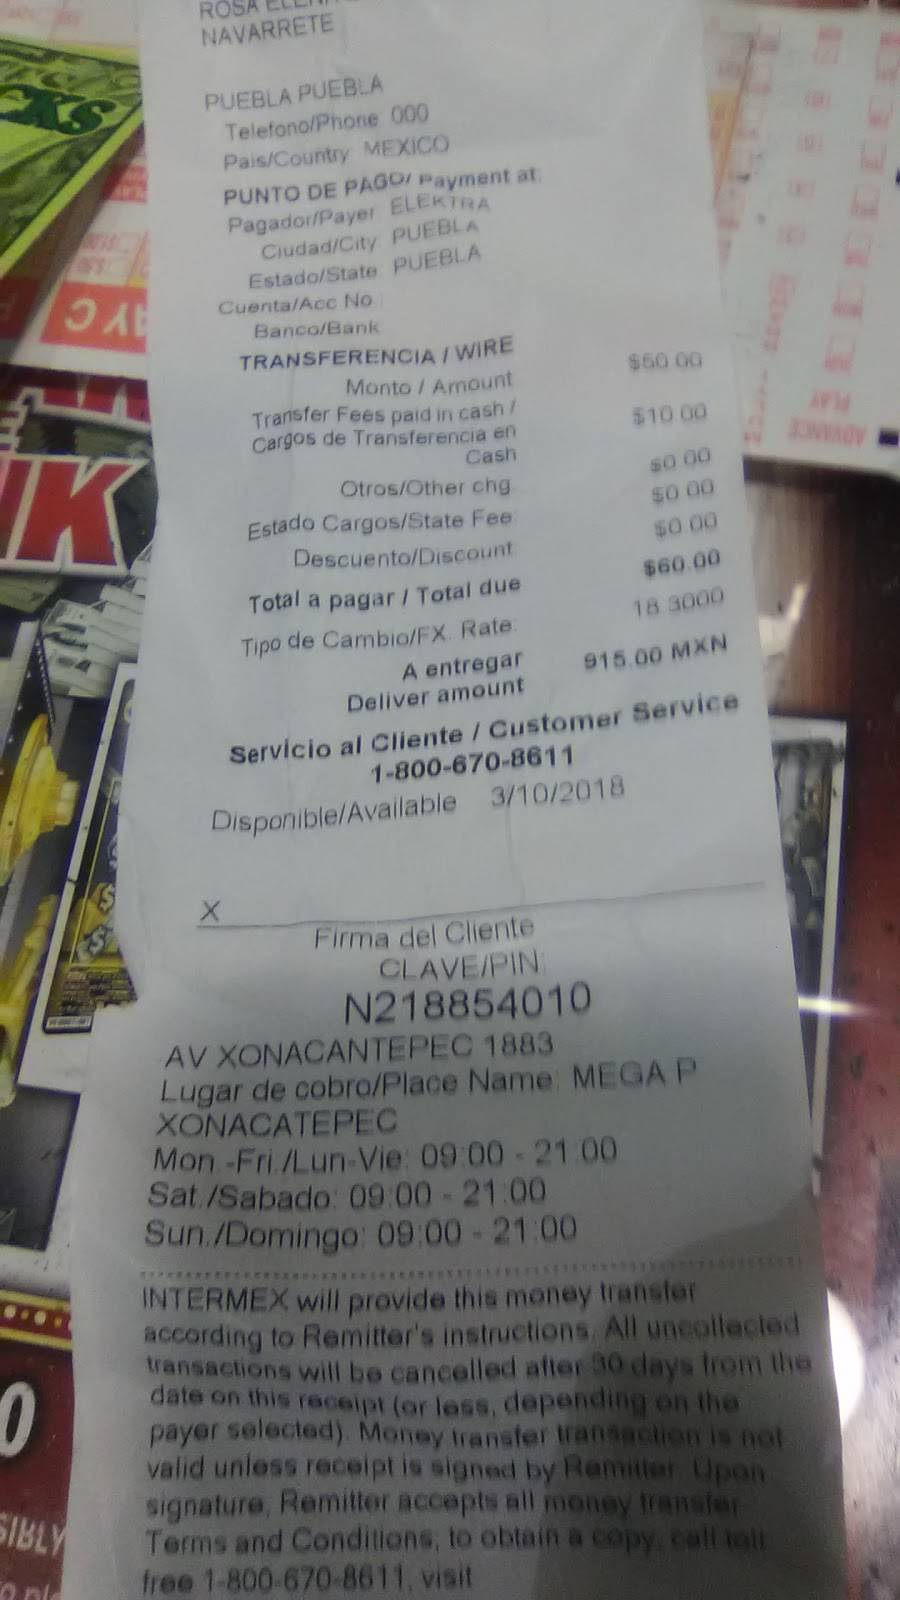 ROSA
NAVARRETE
PUEBLA PUEBLA
Telefono/Phone 000
Pais/Country MEXICO
PUNTO DE PAGO/ Payment at:
Pagador/Payer ELEKTRA
Ciudad/City: PUEBLA
Estado/State: PUEBLA
Cuenta/Acc No.:
Banco/Bank
TRANSFERENCIA / WIRE
Monto / Amount $50.00
Transfer Fees paid in cash / $10.00
Cargos de Transferencia en
Cash $0.00
Otros/Other chg $0.00
Estado Cargos/State Fee: $0.00
Descuento/Discount: $60.00
Total a pagar / Total due 18.3000
Tipo de Cambio/FX. Rate:
A entregar 915.00 MXN
Deliver amount
Servicio al Cliente / Customer Service
1-800-670-8611
Disponible/Available 3/10/2018
X
Firma del Cliente
CLAVE/PIN:
N218854010
AV XONACANTEPEC 1883
Lugar de cobro/Place Name: MEGA P
XONACATEPEC
Mon.-Fri./Lun-Vie: 09:00 - 21:00
Sat./Sabado: 09:00 - 21:00
Sun./Domingo: 09:00 - 21:00
INTERMEX will provide this money transfer
according to Remitter's instructions. All uncollected
transactions will be cancelled after 30 days from the
date on this receipt (or less, depending on the
payer selected). Money transfer transaction is not
valid unless receipt is signed by Remitter. Upon
signature, Remitter accepts all money transfer
Terms and Conditions; to obtain a copy, call toll
free 1-800-670-8611, visit
CKS
ADVANCE
PLAY